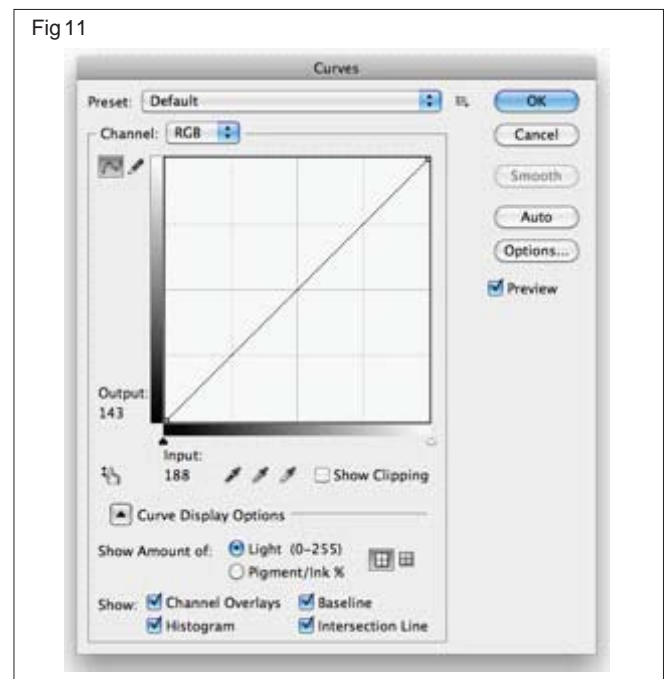 Fig 11
Curves
Preset: Default
OK
Channel: RGB
Cancel
Smooth
Auto
Options...
Preview
Output:
143
Input:
188
Show Clipping
Curve Display Options
Show Amount of: Light (0-255)
Pigment/Ink %
Show: Channel Overlays Baseline
Histogram Intersection Line